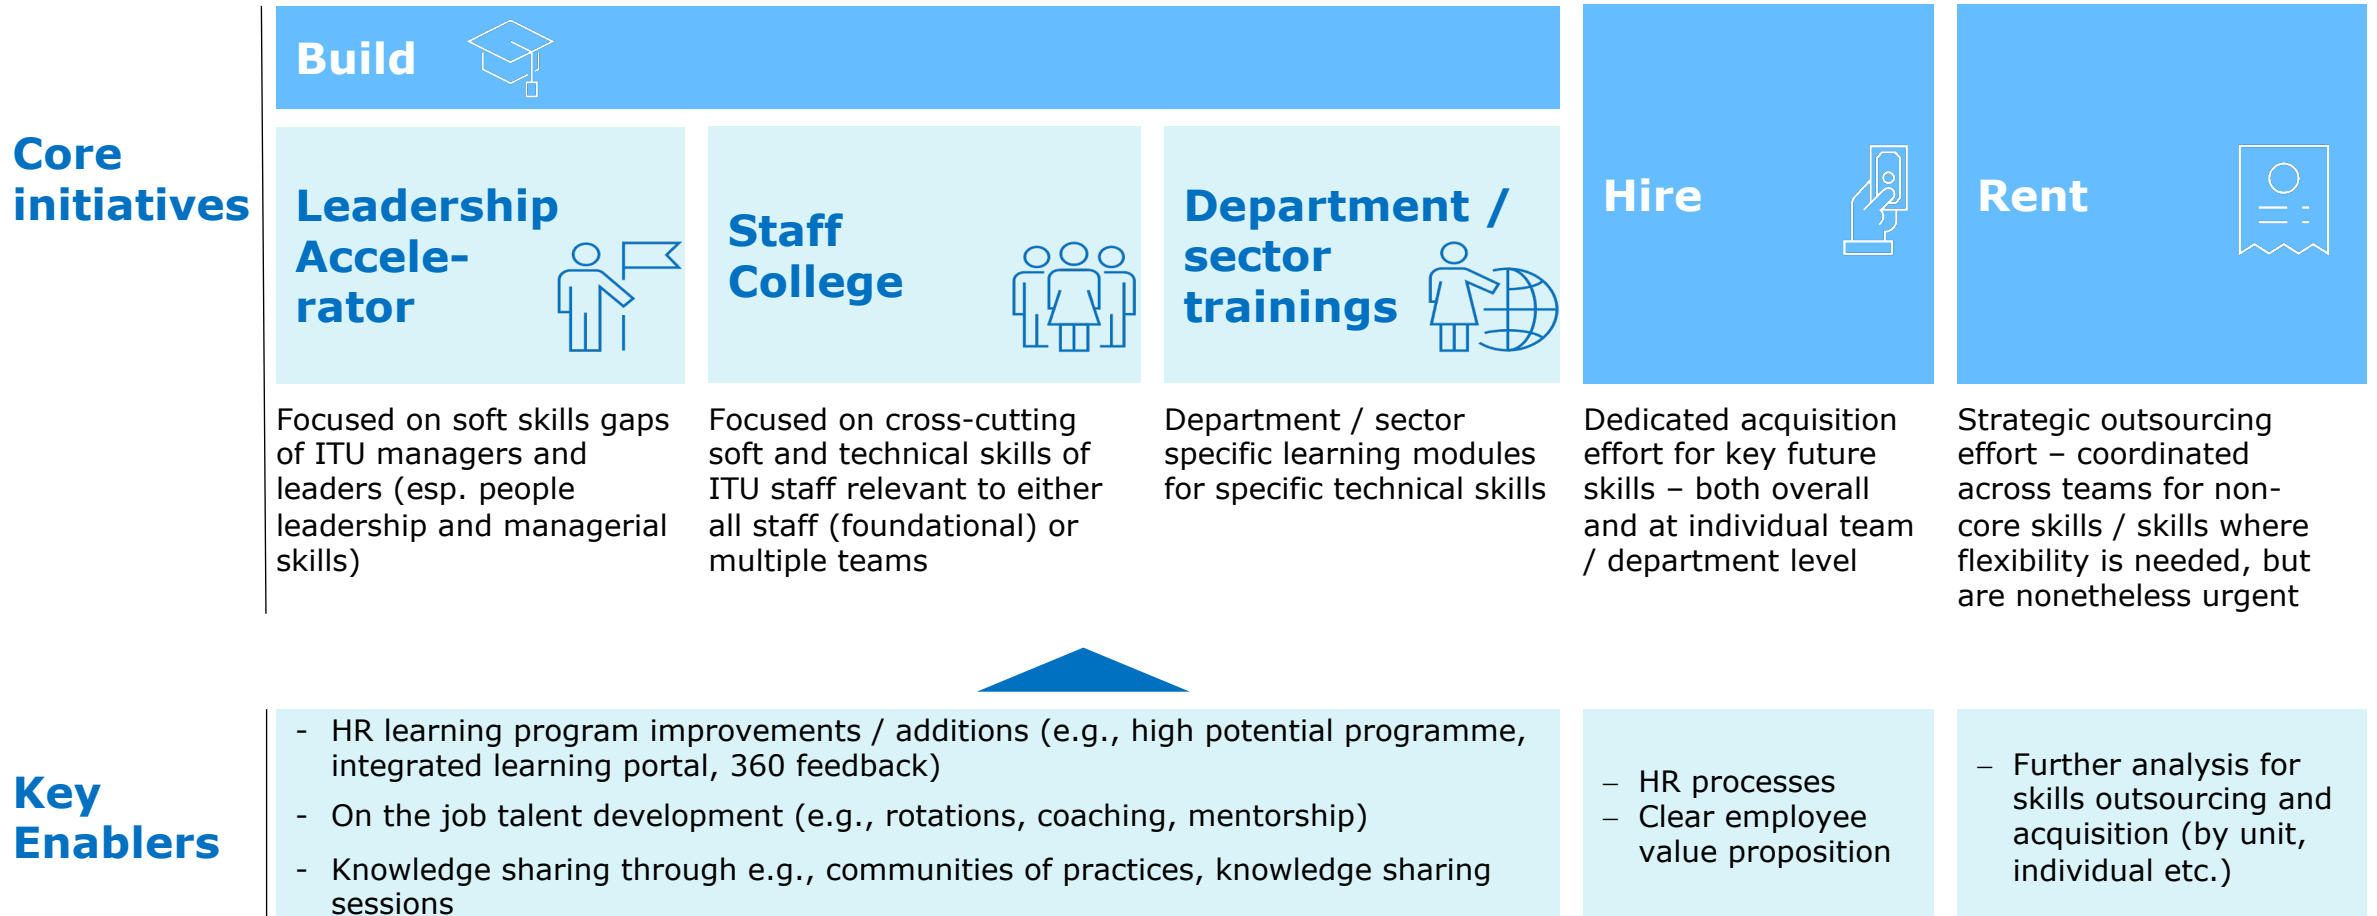 Core
initiatives
Build
Leadership
Accele-
rator
Staff
College
Department /
sector
trainings
Hire
Rent
Focused on soft skills gaps
of ITU managers and
leaders (esp. people
leadership and managerial
skills)
Focused on cross-cutting
soft and technical skills of
ITU staff relevant to either
all staff (foundational) or
multiple teams
Department / sector
specific learning modules
for specific technical skills
Dedicated acquisition
effort for key future
skills – both overall
and at individual team
/ department level
Strategic outsourcing
effort – coordinated
across teams for non-
core skills / skills where
flexibility is needed, but
are nonetheless urgent
Key
Enablers
- HR learning program improvements / additions (e.g., high potential programme,
integrated learning portal, 360 feedback)
- On the job talent development (e.g., rotations, coaching, mentorship)
- Knowledge sharing through e.g., communities of practices, knowledge sharing
sessions
– HR processes
– Clear employee
value proposition
– Further analysis for
skills outsourcing and
acquisition (by unit,
individual etc.)